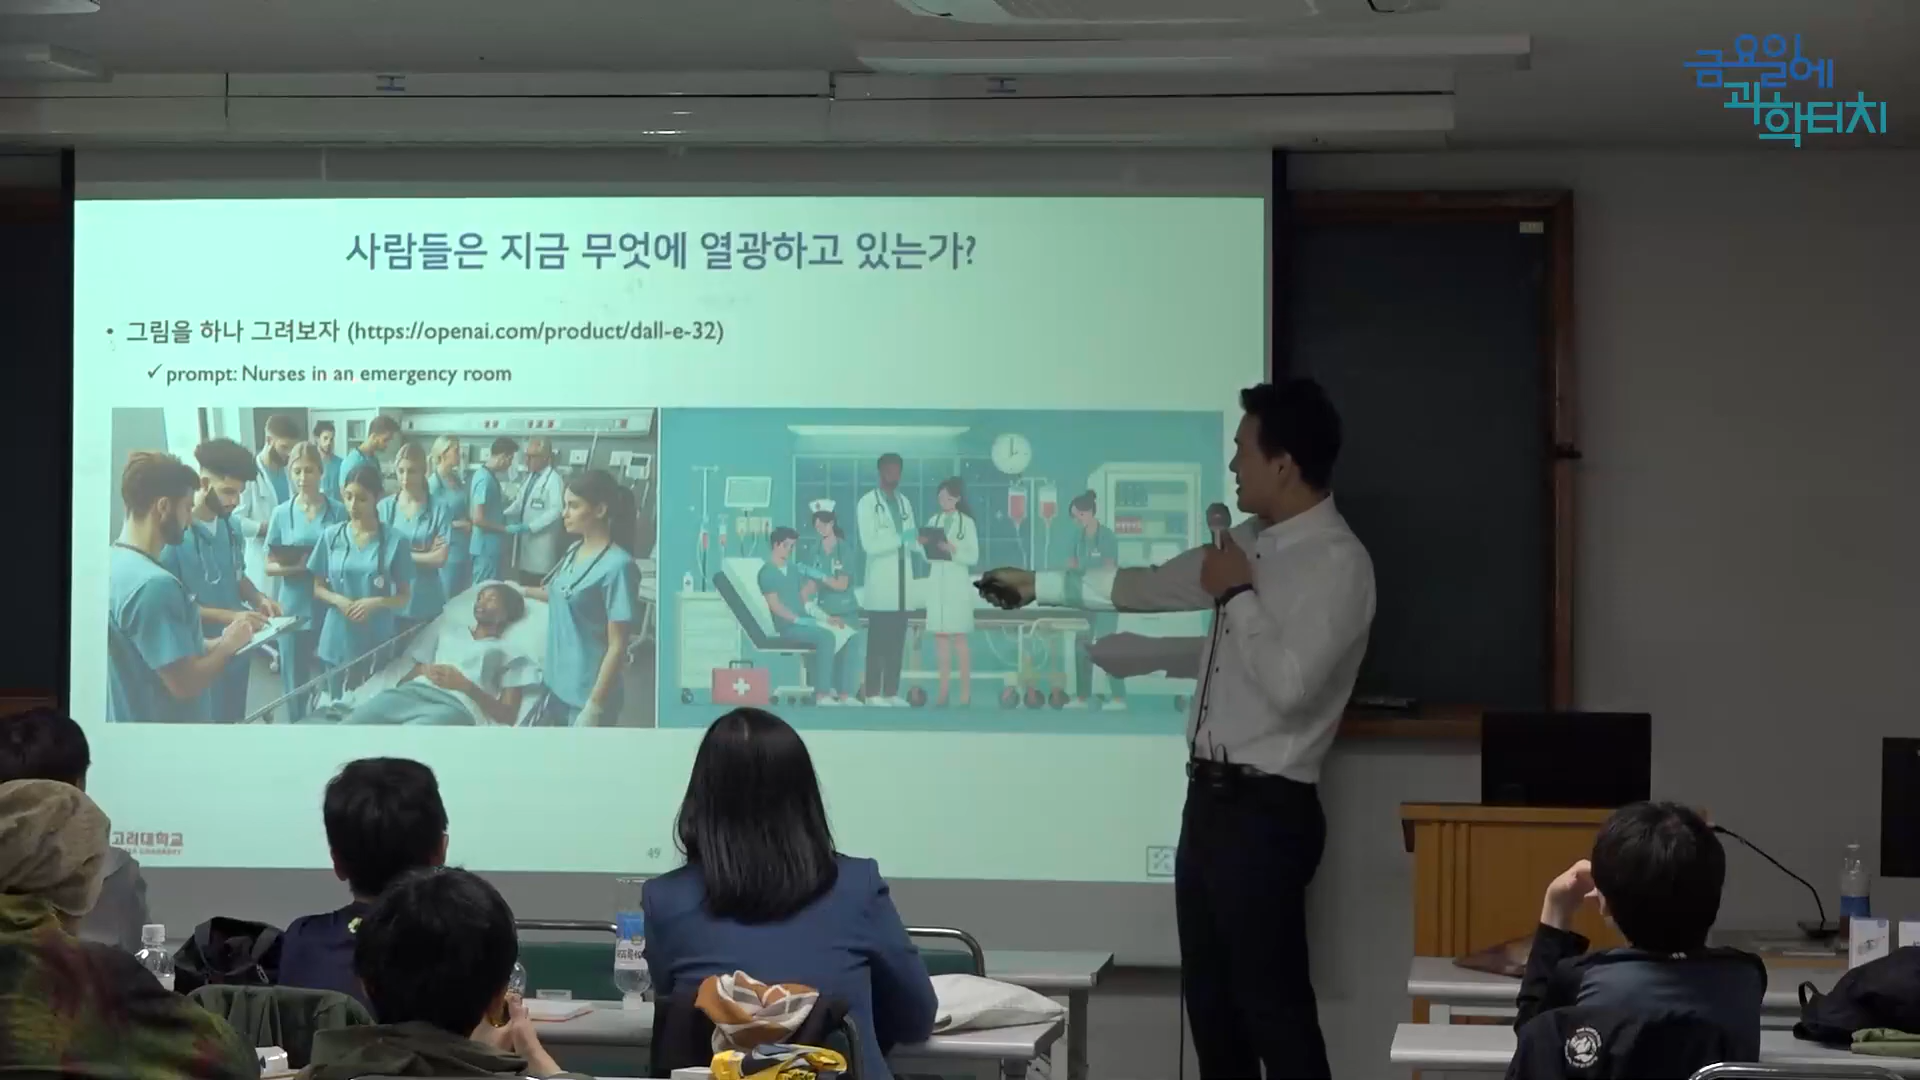 금요일에
과학터치
사람들은 지금 무엇에 열광하고 있는가?
• 그림을 하나 그려보자 (https://openai.com/product/dall-e-32)
✓ prompt: Nurses in an emergency room
고려대학교
49